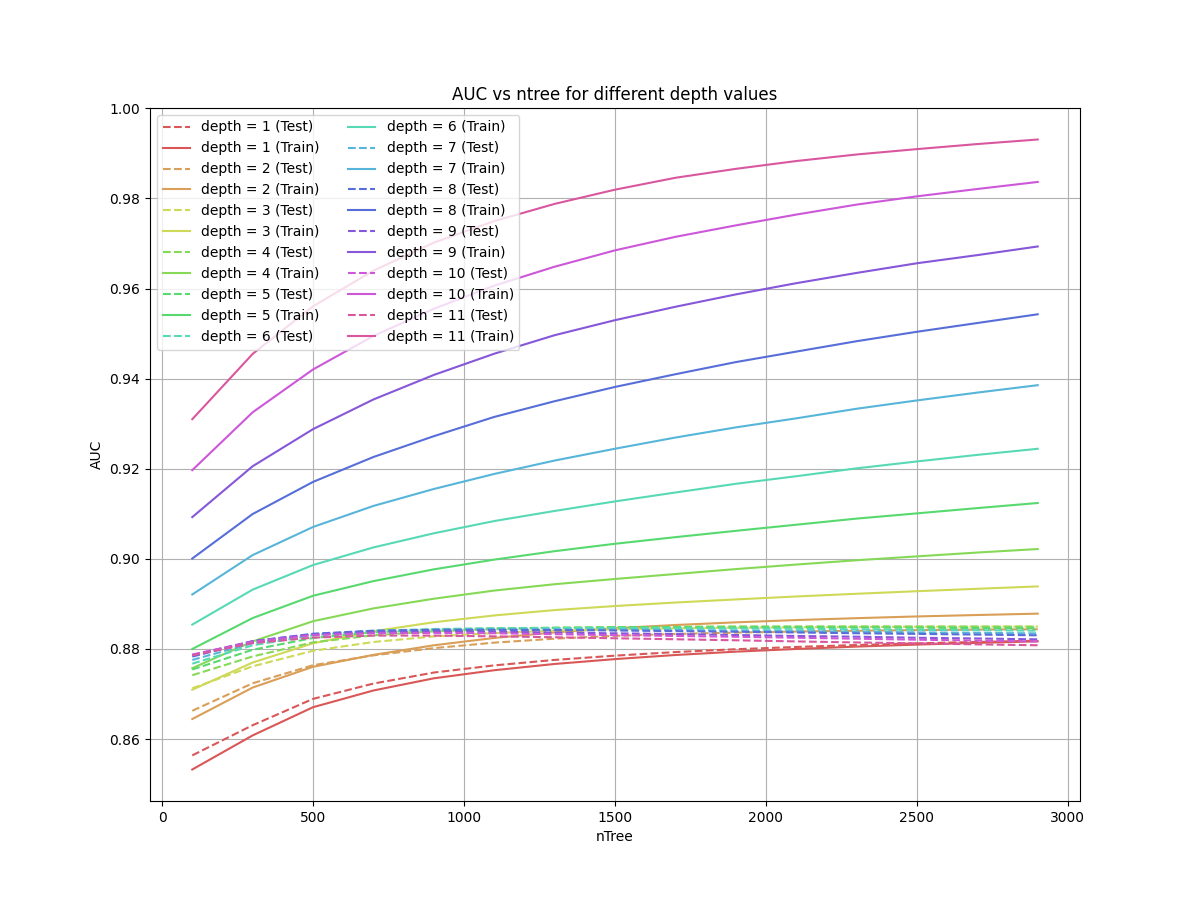 AUC vs ntree for different depth values
1.00
0.98
0.96
0.94
0.92
0.90
0.88
0.86
AUC
depth = 1 (Test)
depth = 1 (Train)
depth = 2 (Test)
depth = 2 (Train)
depth = 3 (Test)
depth = 3 (Train)
depth = 4 (Test)
depth = 4 (Train)
depth = 5 (Test)
depth = 5 (Train)
depth = 6 (Test)
depth = 6 (Train)
depth = 7 (Test)
depth = 7 (Train)
depth = 8 (Test)
depth = 8 (Train)
depth = 9 (Test)
depth = 9 (Train)
depth = 10 (Test)
depth = 10 (Train)
depth = 11 (Test)
depth = 11 (Train)
0 500 1000 1500 2000 2500 3000
nTree